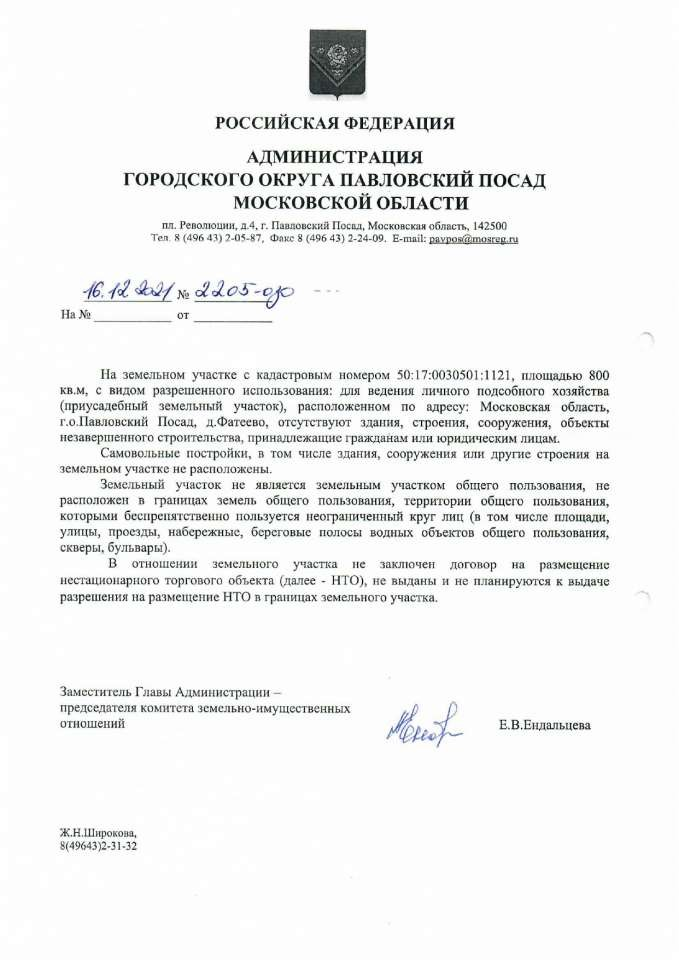 РОССИЙСКАЯ ФЕДЕРАЦИЯ
АДМИНИСТРАЦИЯ
ГОРОДСКОГО ОКРУГА ПАВЛОВСКИЙ ПОСАД
МОСКОВСКОЙ ОБЛАСТИ
пл. Революции, д.4, г. Павловский Посад, Московская область, 142500
Тел. 8 (496 43) 2-05-87, Факс 8 (496 43) 2-24-09. E-mail: pavpos@mosreg.ru
16.12.2021 № 2205-озо
На № ____________ от ____________
На земельном участке с кадастровым номером 50:17:0030501:1121, площадью 800
кв.м, с видом разрешенного использования: для ведения личного подсобного хозяйства
(приусадебный земельный участок), расположенном по адресу: Московская область,
г.о.Павловский Посад, д.Фатеево, отсутствуют здания, строения, сооружения, объекты
незавершенного строительства, принадлежащие гражданам или юридическим лицам.
Самовольные постройки, в том числе здания, сооружения или другие строения на
земельном участке не расположены.
Земельный участок не является земельным участком общего пользования, не
расположен в границах земель общего пользования, территории общего пользования,
которыми беспрепятственно пользуется неограниченный круг лиц (в том числе площади,
улицы, проезды, набережные, береговые полосы водных объектов общего пользования,
скверы, бульвары).
В отношении земельного участка не заключен договор на размещение
нестационарного торгового объекта (далее - НТО), не выданы и не планируются к выдаче
разрешения на размещение НТО в границах земельного участка.
Заместитель Главы Администрации –
председателя комитета земельно-имущественных
отношений
Е.В.Ендальцева
Ж.Н.Широкова,
8(49643)2-31-32